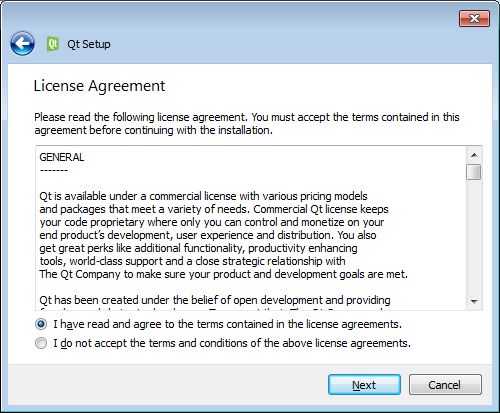 Qt Qt Setup
License Agreement
Please read the following license agreement. You must accept the terms contained in this
agreement before continuing with the installation.
GENERAL
-------
Qt is available under a commercial license with various pricing models
and packages that meet a variety of needs. Commercial Qt license keeps
your code proprietary where only you can control and monetize on your
end product's development, user experience and distribution. You also
get great perks like additional functionality, productivity enhancing
tools, world-class support and a close strategic relationship with
The Qt Company to make sure your product and development goals are met.
Qt has been created under the belief of open development and providing
I have read and agree to the terms contained in the license agreements.
I do not accept the terms and conditions of the above license agreements.
Next Cancel